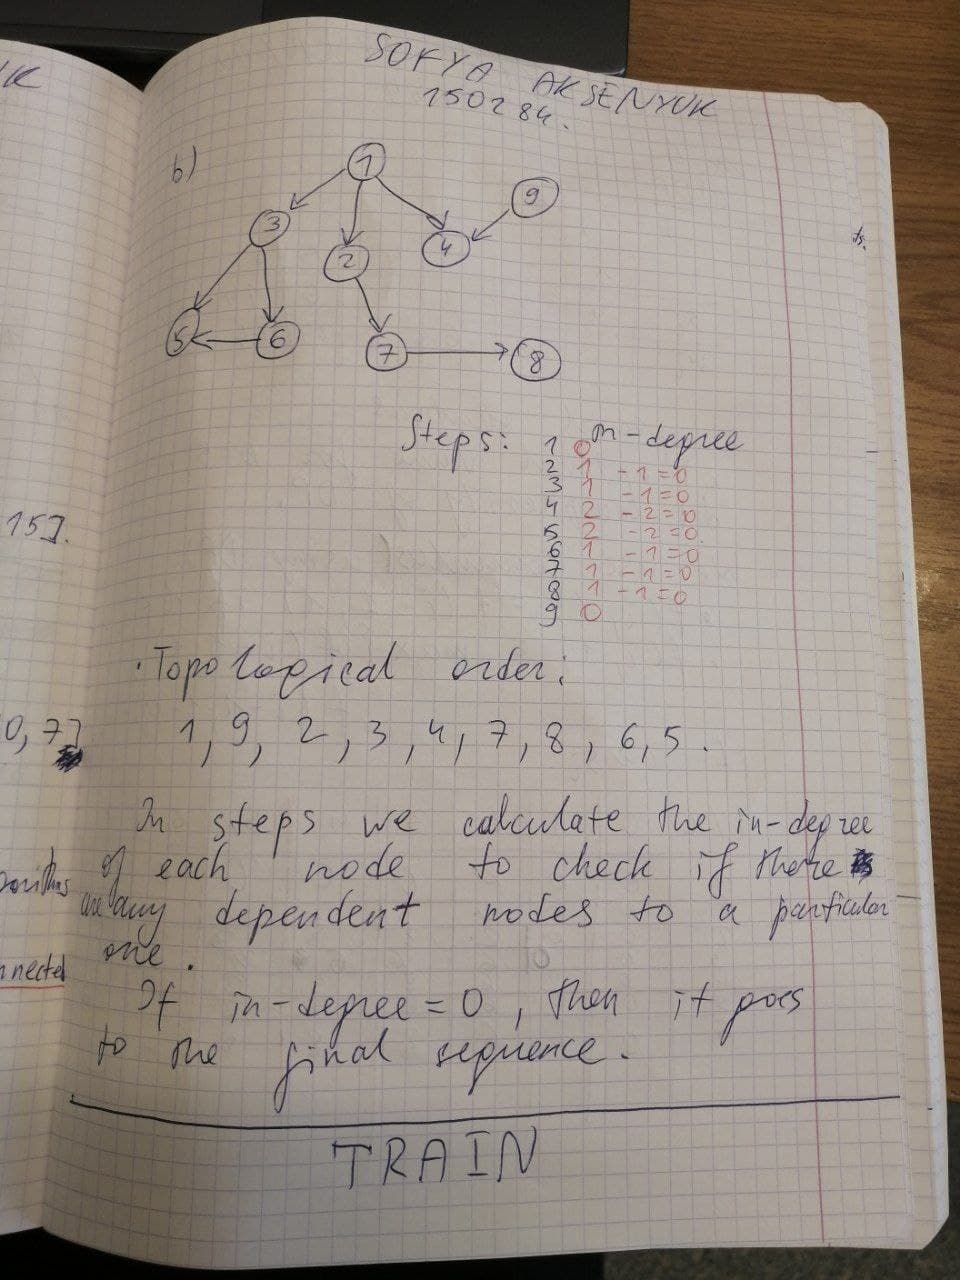 SOFYA AKSENYUK
150284.
b)
1
9
3
2
4
5
6
7
8
Steps: in-degree
1 0
2 1 -1=0
3 1 -1=0
4 2 -2=0
5 2 -2=0.
6 1 -1=0
7 1 -1=0
8 1 -1=0
9 0
15].
· Topological order:
0, 7]
1, 9, 2, 3, 4, 7, 8, 6, 5.
In steps we calculate the in-degree
of each node to check if there
are any dependent nodes to a particular
one.
If in-degree = 0, then it goes
to the final sequence.
TRAIN